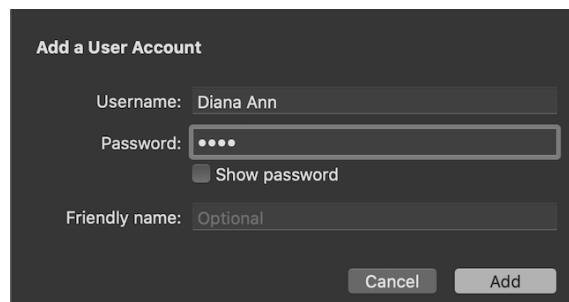 Add a User Account
Username: Diana Ann
Password: ••••
Show password
Friendly name: Optional
Cancel Add